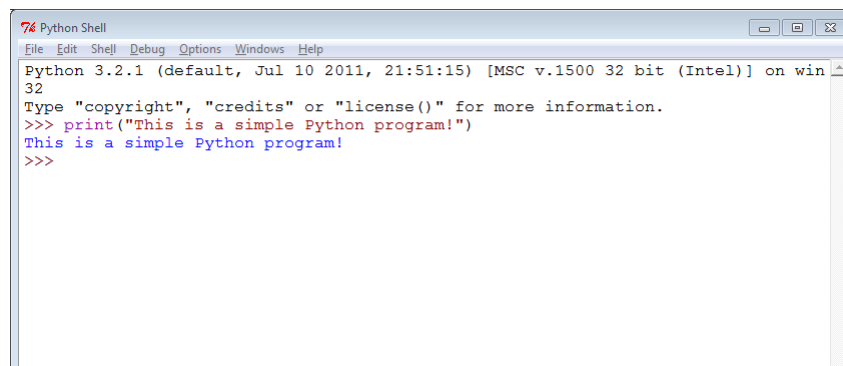 Python Shell
File Edit Shell Debug Options Windows Help
Python 3.2.1 (default, Jul 10 2011, 21:51:15) [MSC v.1500 32 bit (Intel)] on win
32
Type "copyright", "credits" or "license()" for more information.
>>> print("This is a simple Python program!")
This is a simple Python program!
>>>